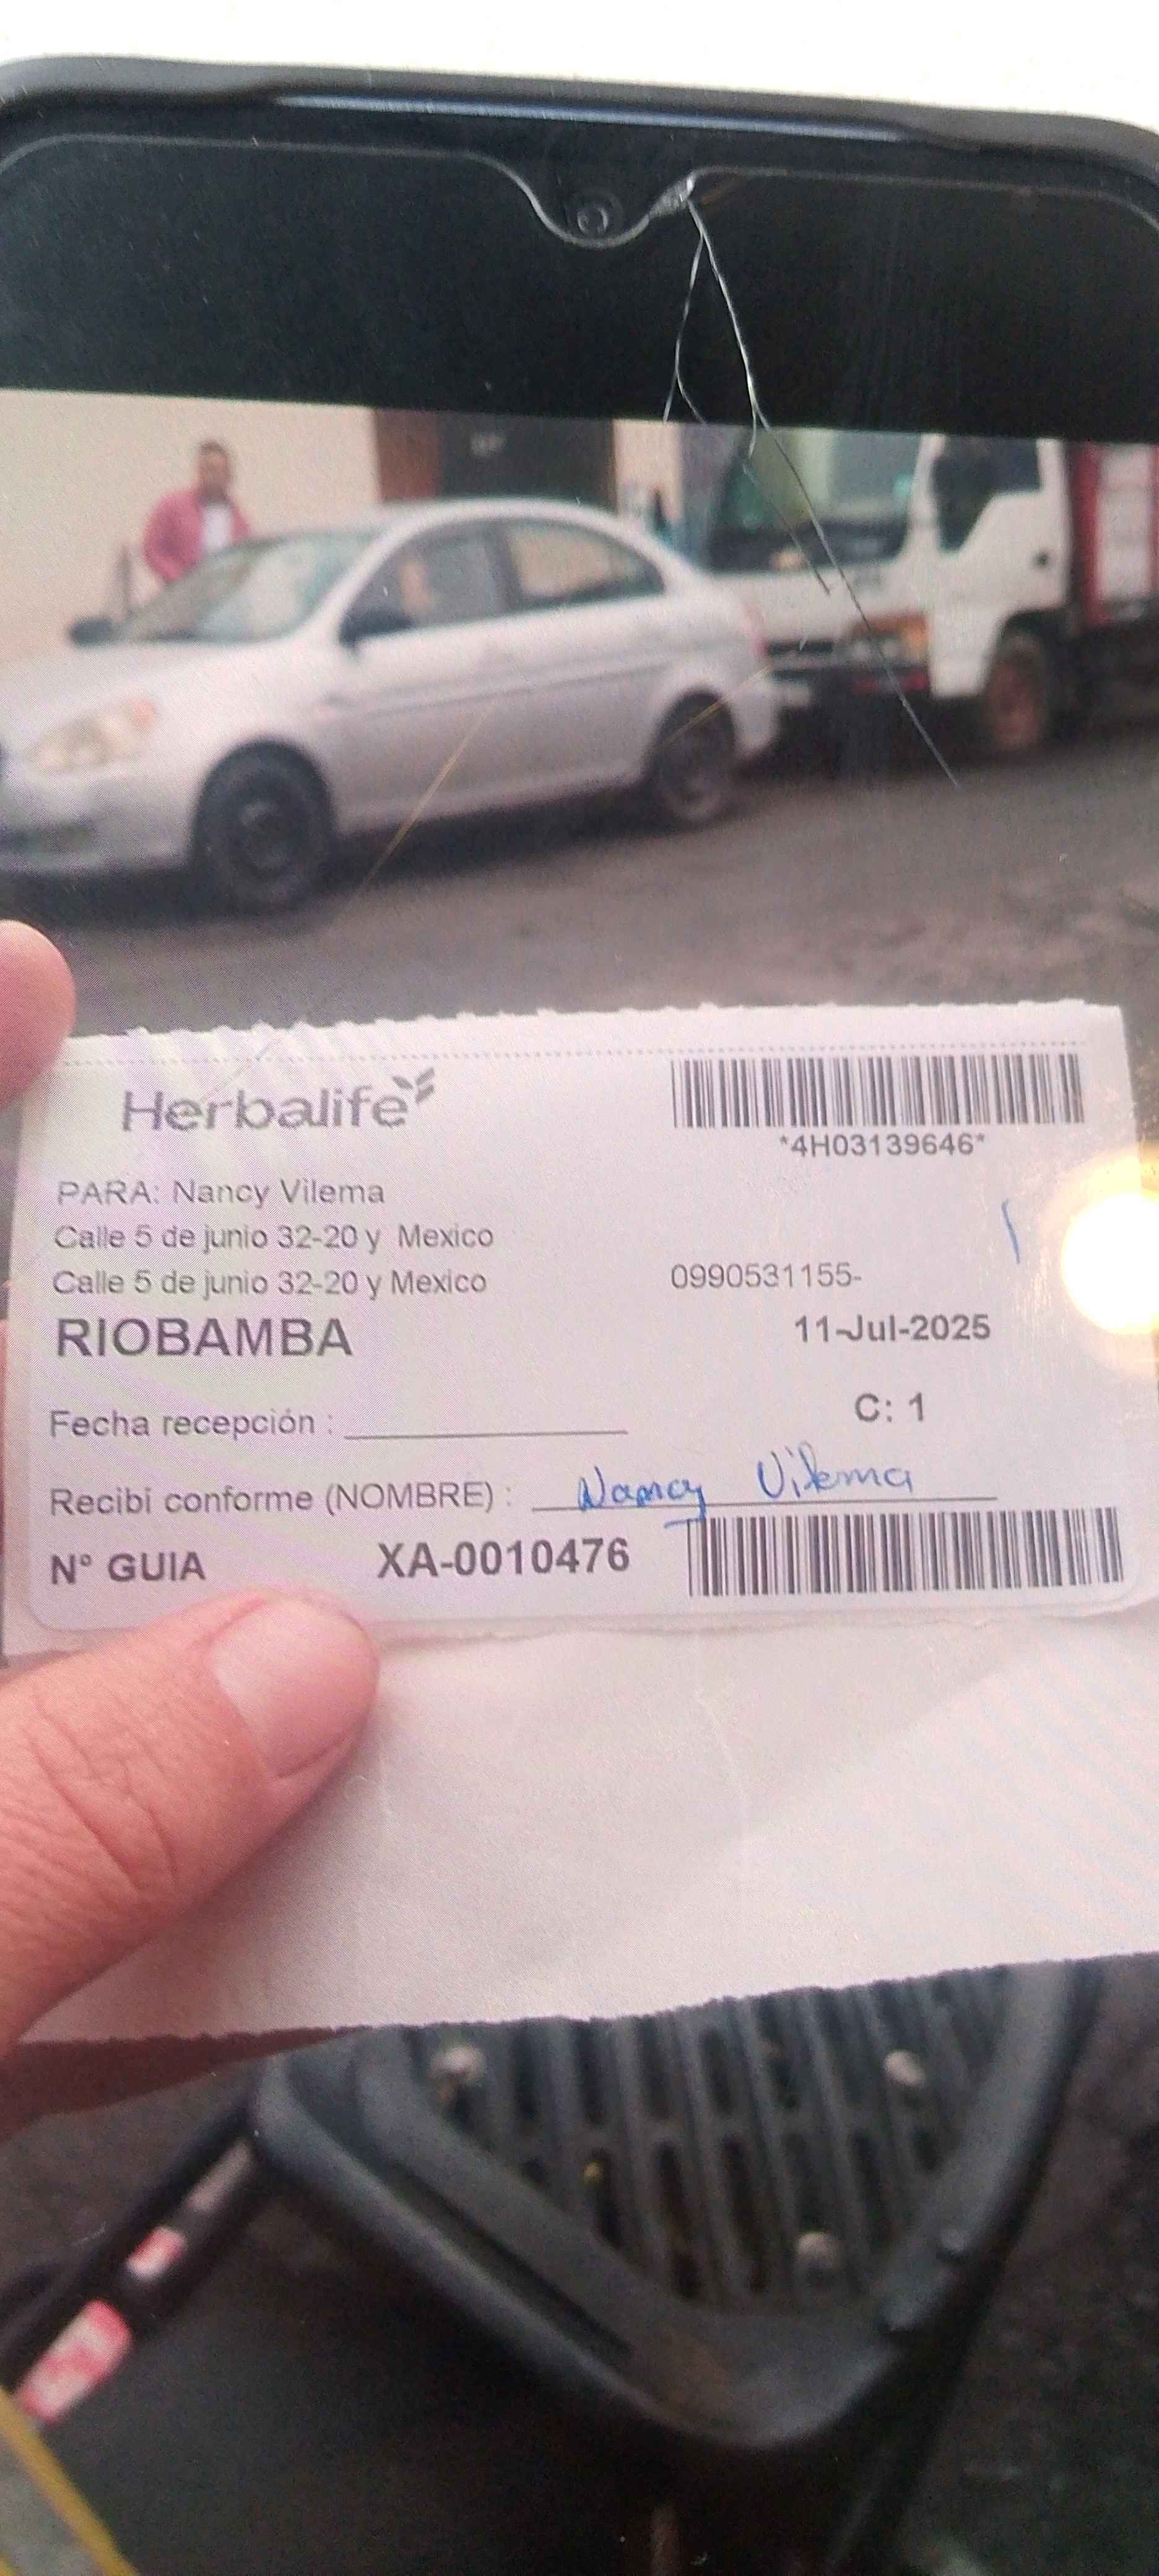 Herbalife
*4H03139646*
PARA: Nancy Vilema
Calle 5 de junio 32-20 y Mexico
Calle 5 de junio 32-20 y Mexico
0990531155-
RIOBAMBA
11-Jul-2025
C: 1
Fecha recepción :
Recibi conforme (NOMBRE) : Nancy Vilema
Nº GUIA XA-0010476